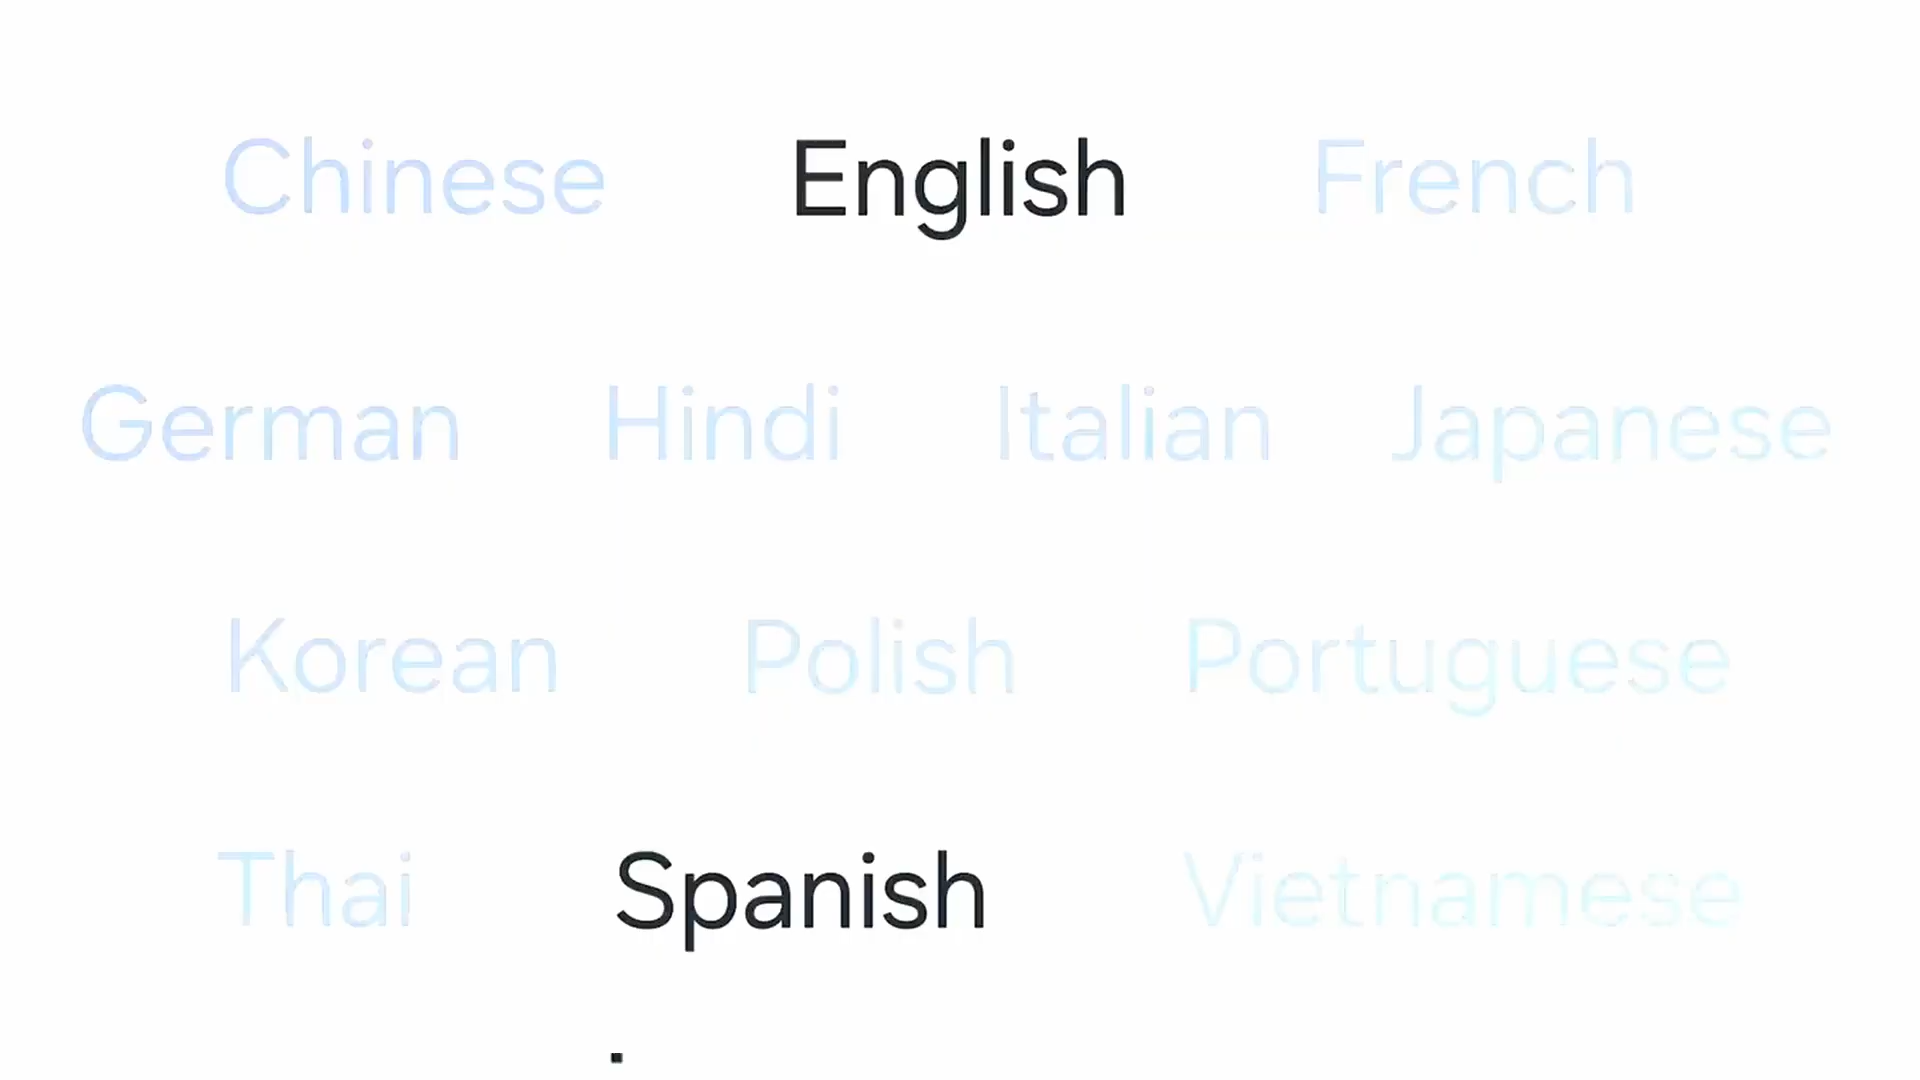 Chinese English French
German Hindi Italian Japanese
Korean Polish Portuguese
Thai Spanish Vietnamese